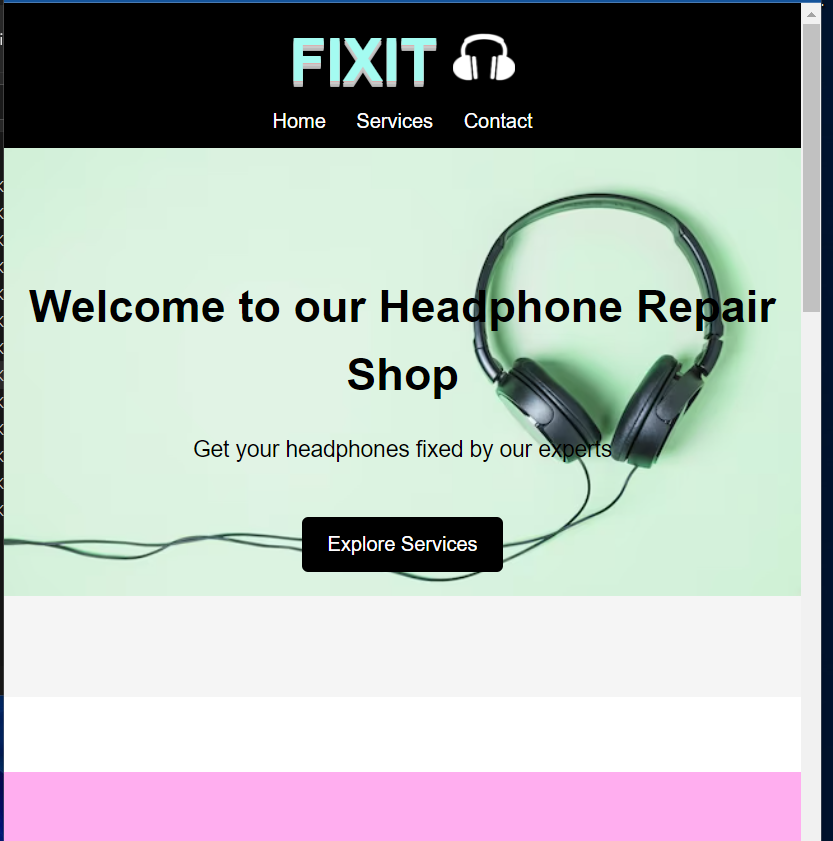 FIXIT
Home Services Contact
Welcome to our Headphone Repair
Shop
Get your headphones fixed by our experts
Explore Services